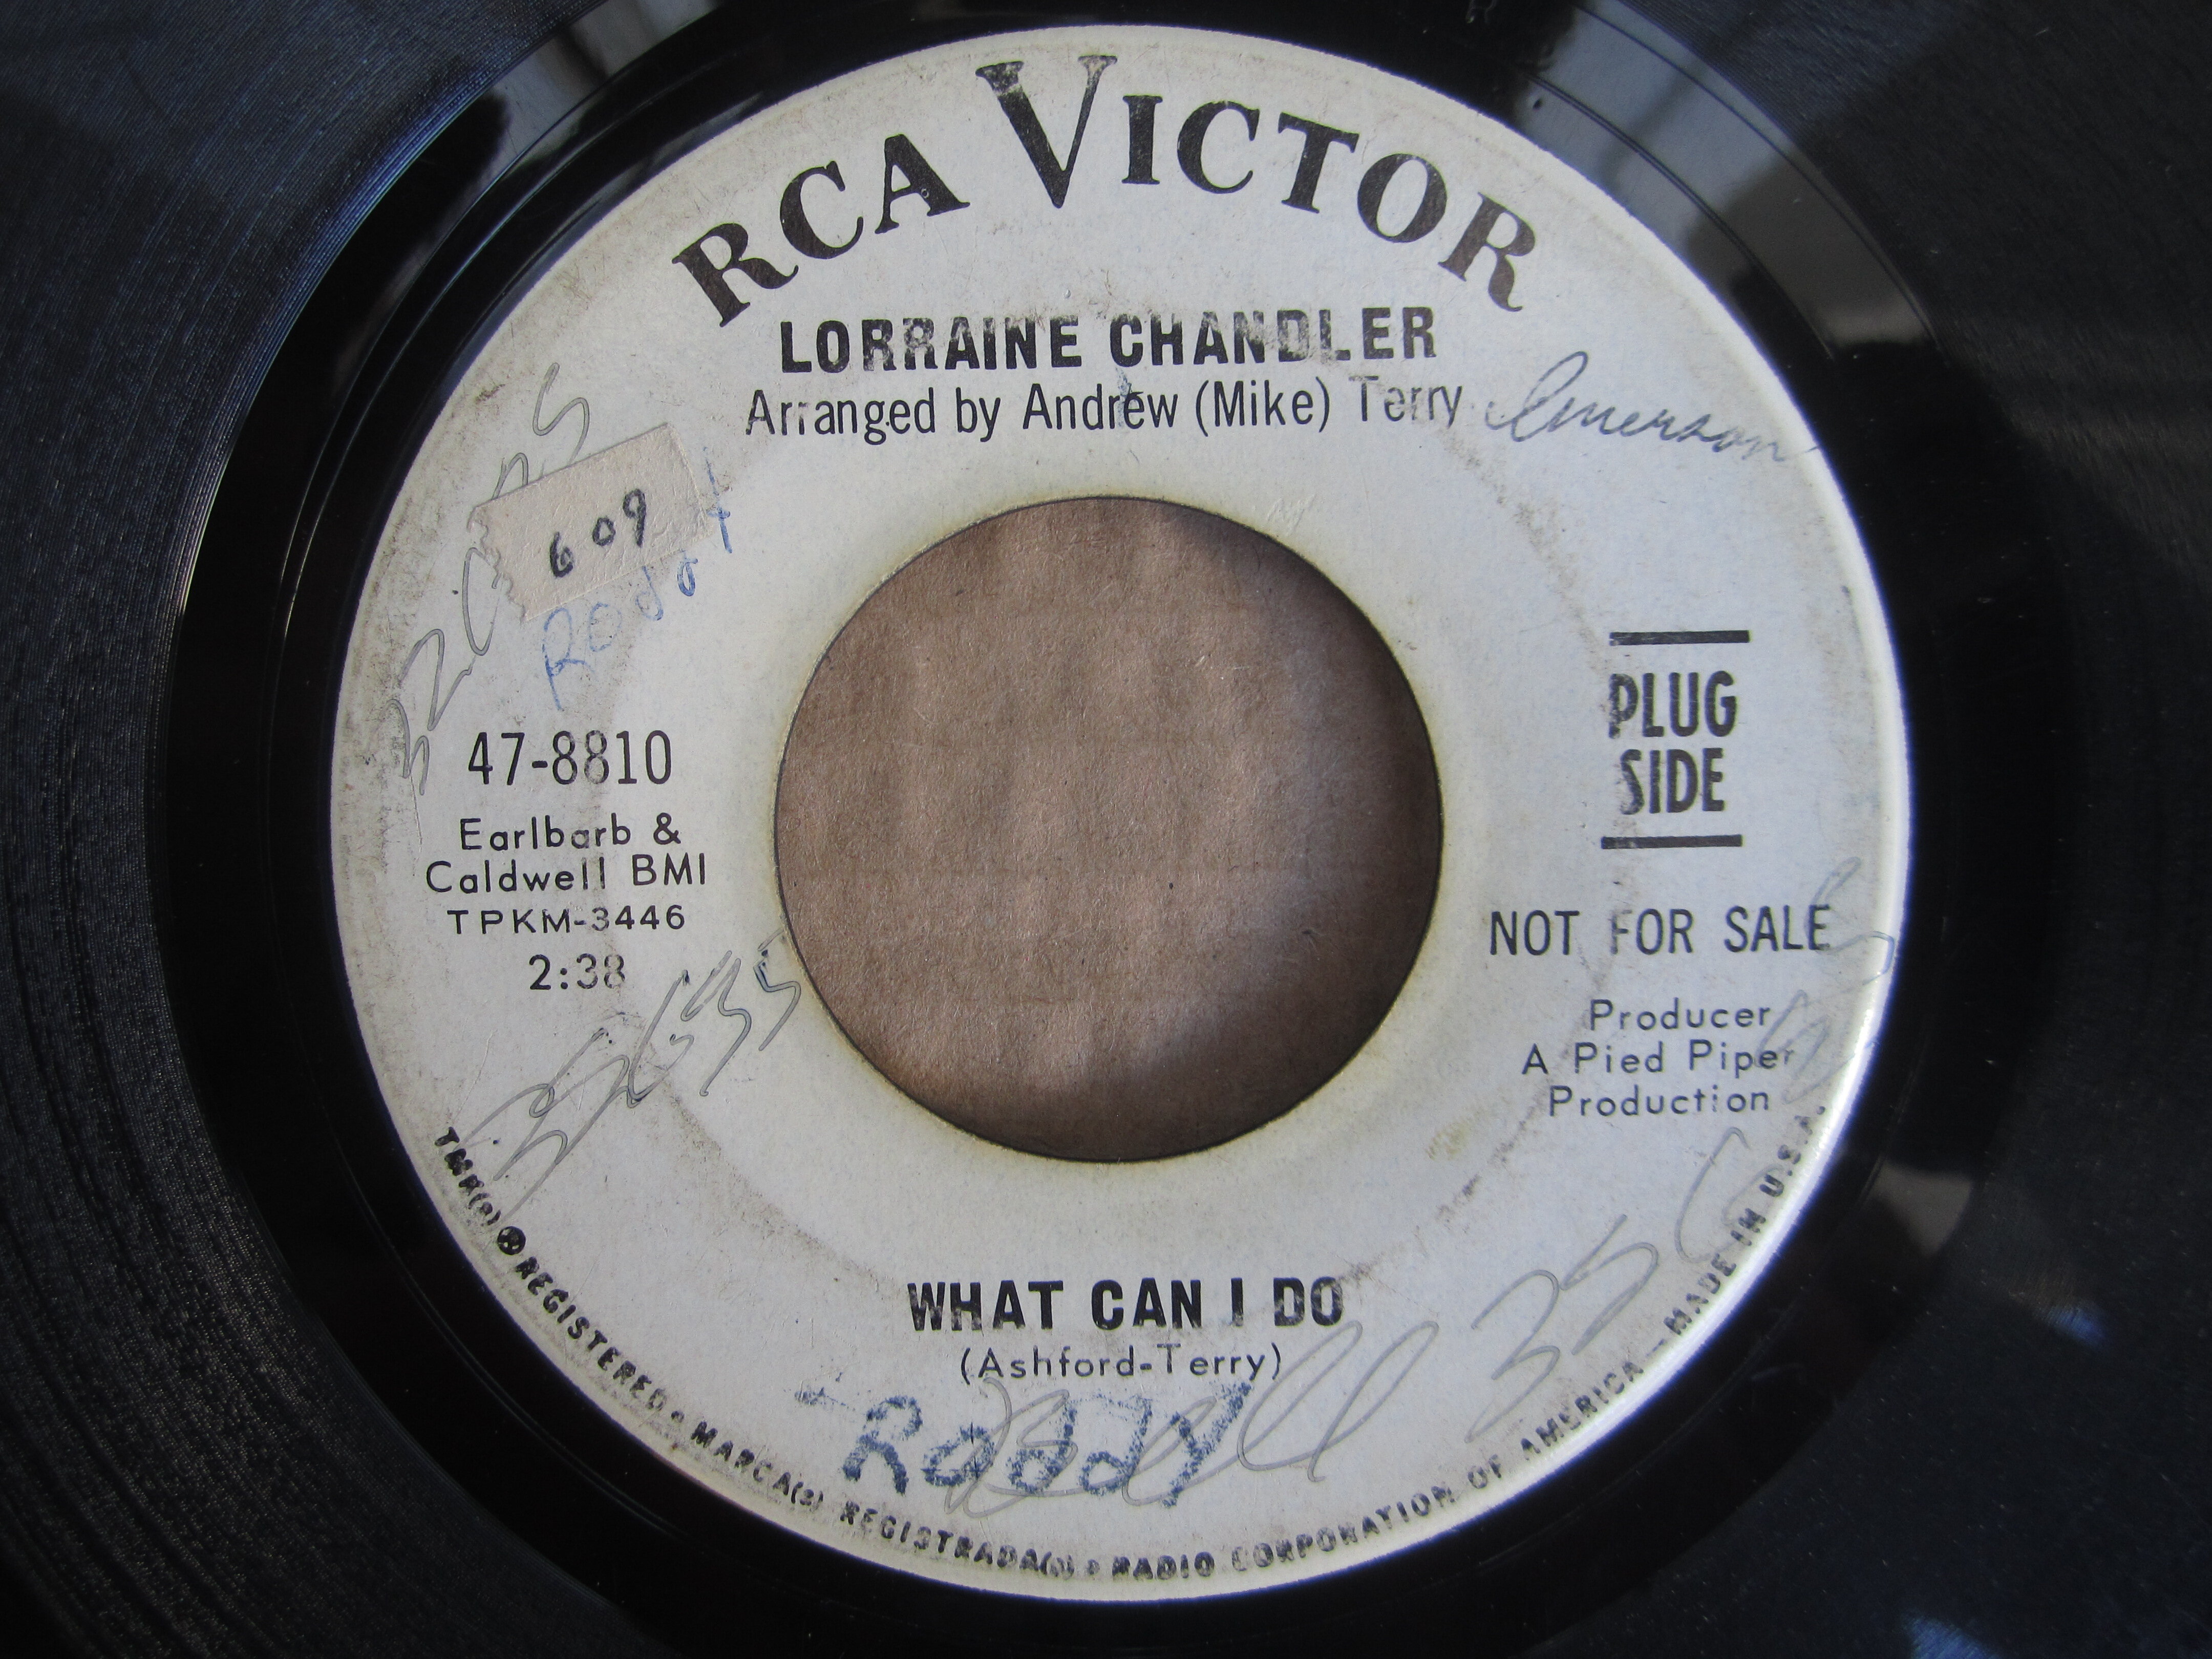 RCA VICTOR
LORRAINE CHANDLER
Arranged by Andrew (Mike) Terry
Emerson
609
47-8810
Earlbarb &
Caldwell BMI
TPKM-3446
2:38
PLUG
SIDE
NOT FOR SALE
Producer
A Pied Piper
Production
WHAT CAN I DO
(Ashford-Terry)
Roddy
TMK(s) ® REGISTERED • MARCA(s) REGISTRADA(s) • RADIO CORPORATION OF AMERICA — MADE IN U.S.A.